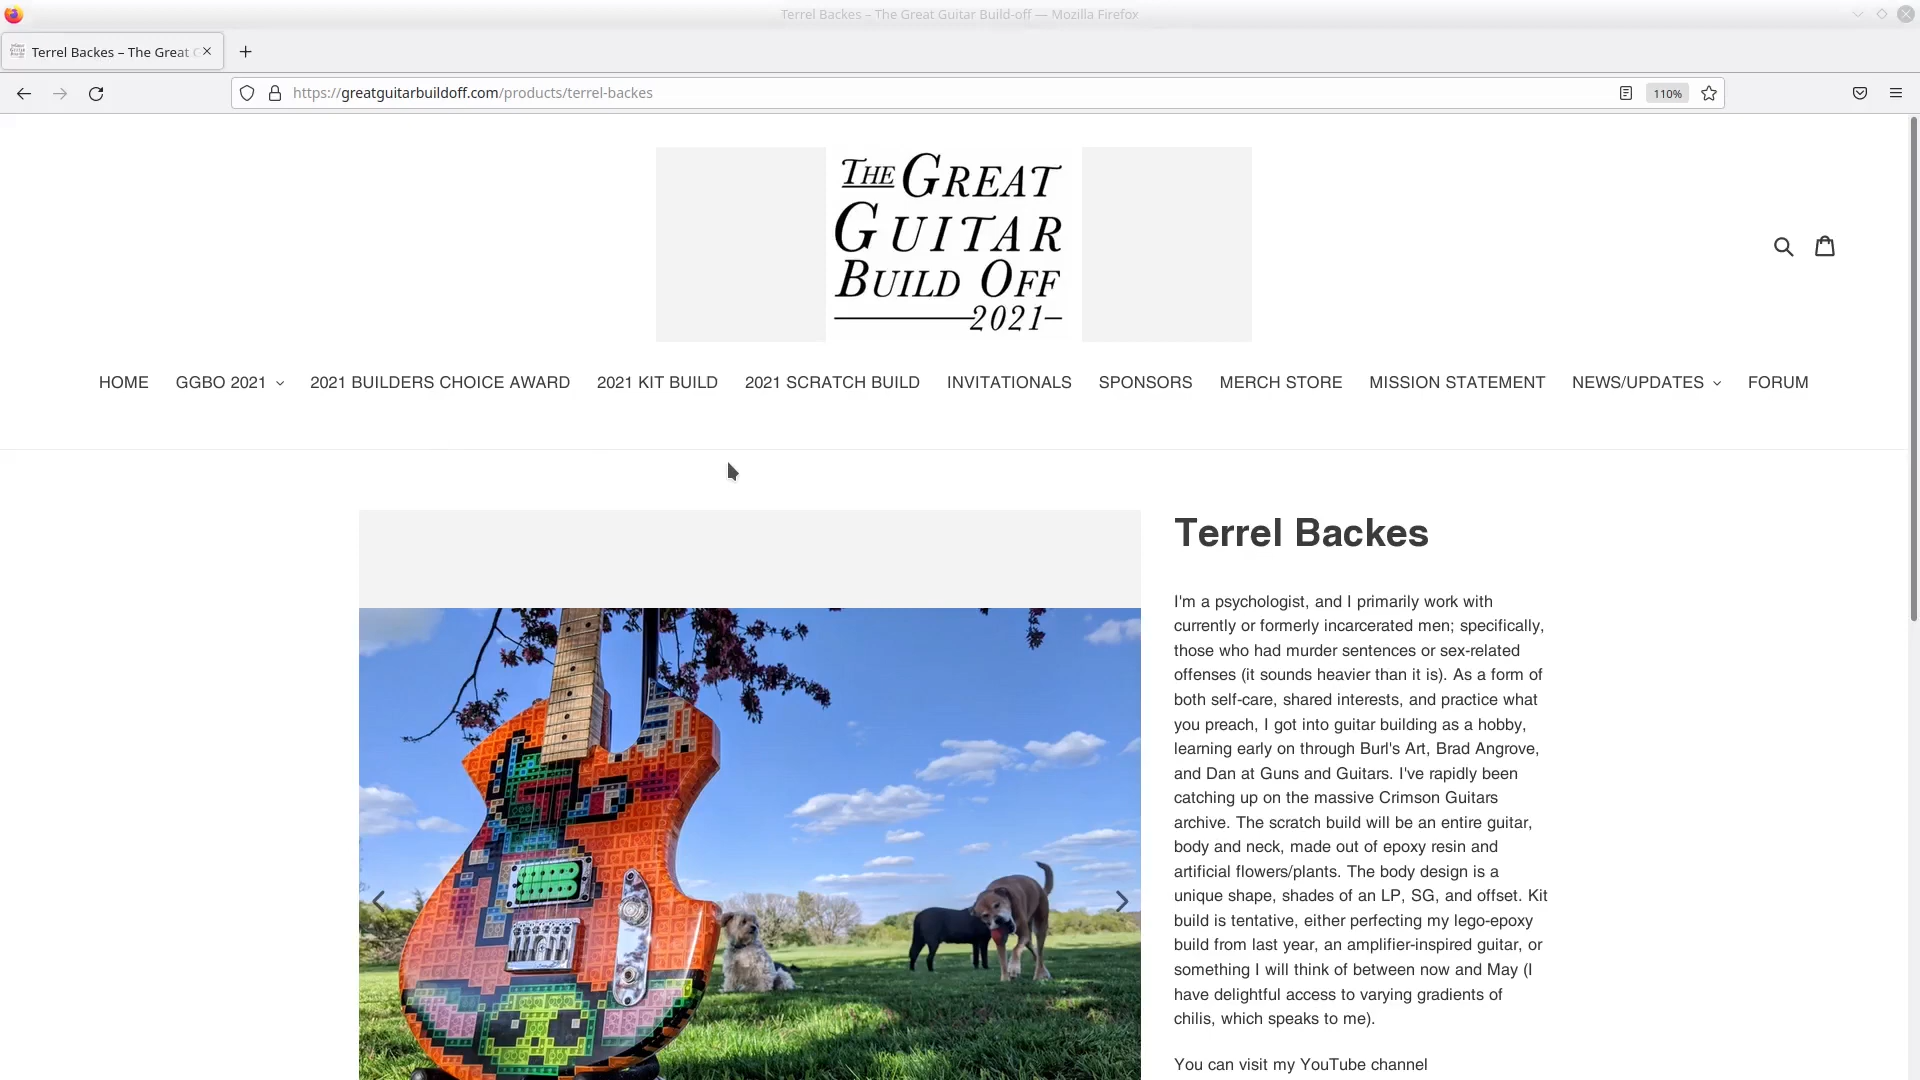 Terrel Backes – The Great Guitar Build-off — Mozilla Firefox
Terrel Backes – The Great
https://greatguitarbuildoff.com/products/terrel-backes
110%
THE GREAT
GUITAR
BUILD OFF
2021
HOME GGBO 2021 2021 BUILDERS CHOICE AWARD 2021 KIT BUILD 2021 SCRATCH BUILD INVITATIONALS SPONSORS MERCH STORE MISSION STATEMENT NEWS/UPDATES FORUM
Terrel Backes
I'm a psychologist, and I primarily work with
currently or formerly incarcerated men; specifically,
those who had murder sentences or sex-related
offenses (it sounds heavier than it is). As a form of
both self-care, shared interests, and practice what
you preach, I got into guitar building as a hobby,
learning early on through Burl's Art, Brad Angrove,
and Dan at Guns and Guitars. I've rapidly been
catching up on the massive Crimson Guitars
archive. The scratch build will be an entire guitar,
body and neck, made out of epoxy resin and
artificial flowers/plants. The body design is a
unique shape, shades of an LP, SG, and offset. Kit
build is tentative, either perfecting my lego-epoxy
build from last year, an amplifier-inspired guitar, or
something I will think of between now and May (I
have delightful access to varying gradients of
chilis, which speaks to me).
You can visit my YouTube channel